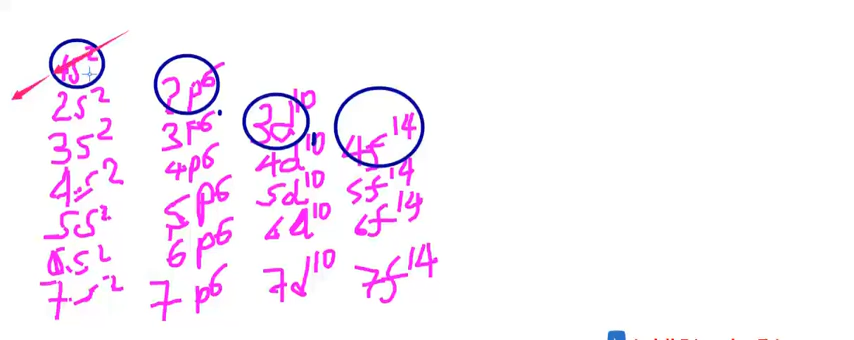 1s²
2s² 2p⁶
3s² 3p⁶ 3d¹⁰
4s² 4p⁶ 4d¹⁰ 4f¹⁴
5s² 5p⁶ 5d¹⁰ 5f¹⁴
6s² 6p⁶ 6d¹⁰ 6f¹⁴
7s² 7p⁶ 7d¹⁰ 7f¹⁴